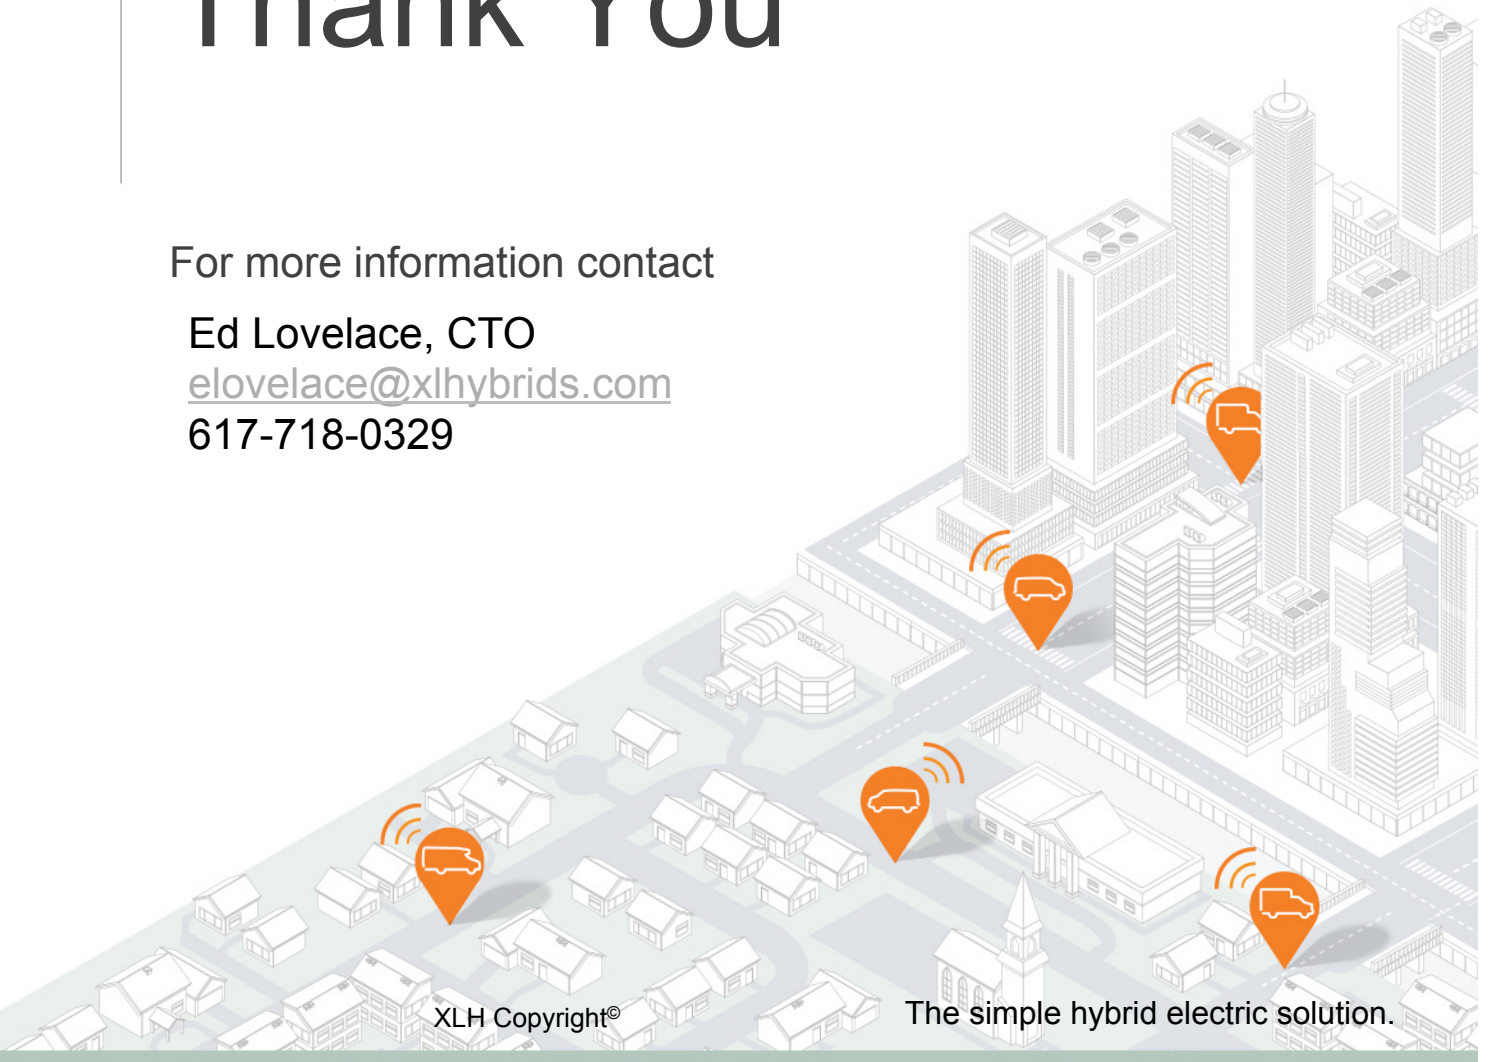 Thank You
For more information contact
Ed Lovelace, CTO
elovelace@xlhybrids.com
617-718-0329
XLH Copyright©
The simple hybrid electric solution.